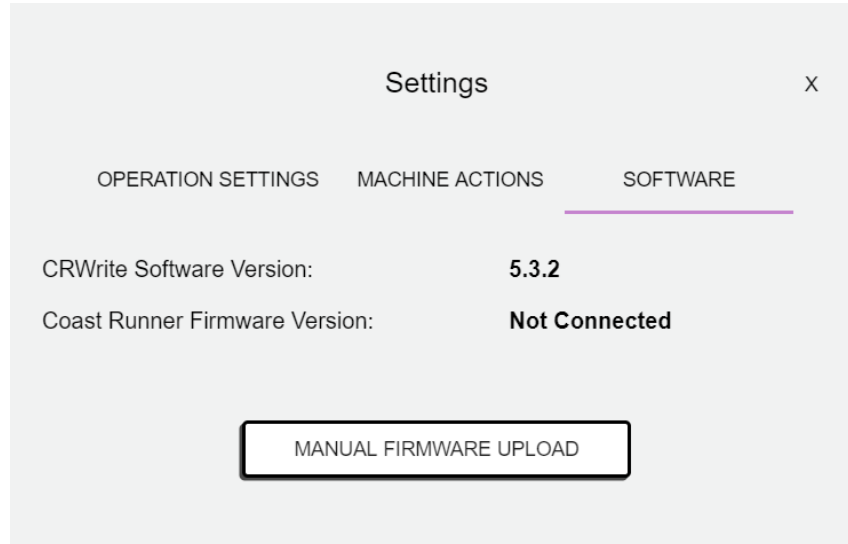 Settings
X
OPERATION SETTINGS MACHINE ACTIONS SOFTWARE
CRWrite Software Version: 5.3.2
Coast Runner Firmware Version: Not Connected
MANUAL FIRMWARE UPLOAD